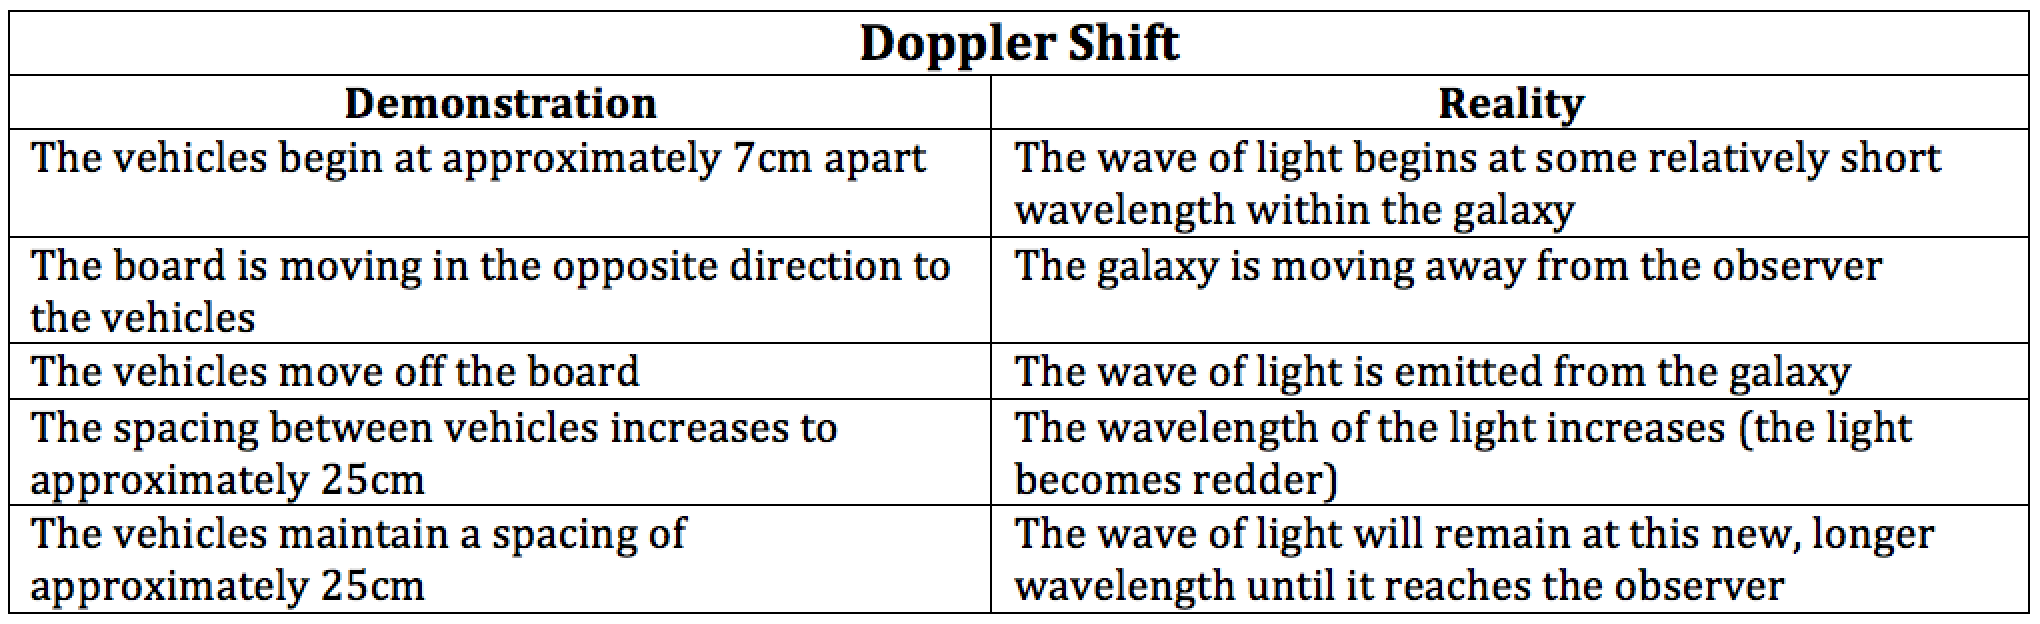 Doppler Shift
Demonstration
Reality
The vehicles begin at approximately 7cm apart
The wave of light begins at some relatively short
wavelength within the galaxy
The board is moving in the opposite direction to
the vehicles
The galaxy is moving away from the observer
The vehicles move off the board
The wave of light is emitted from the galaxy
The spacing between vehicles increases to
approximately 25cm
The wavelength of the light increases (the light
becomes redder)
The vehicles maintain a spacing of
approximately 25cm
The wave of light will remain at this new, longer
wavelength until it reaches the observer